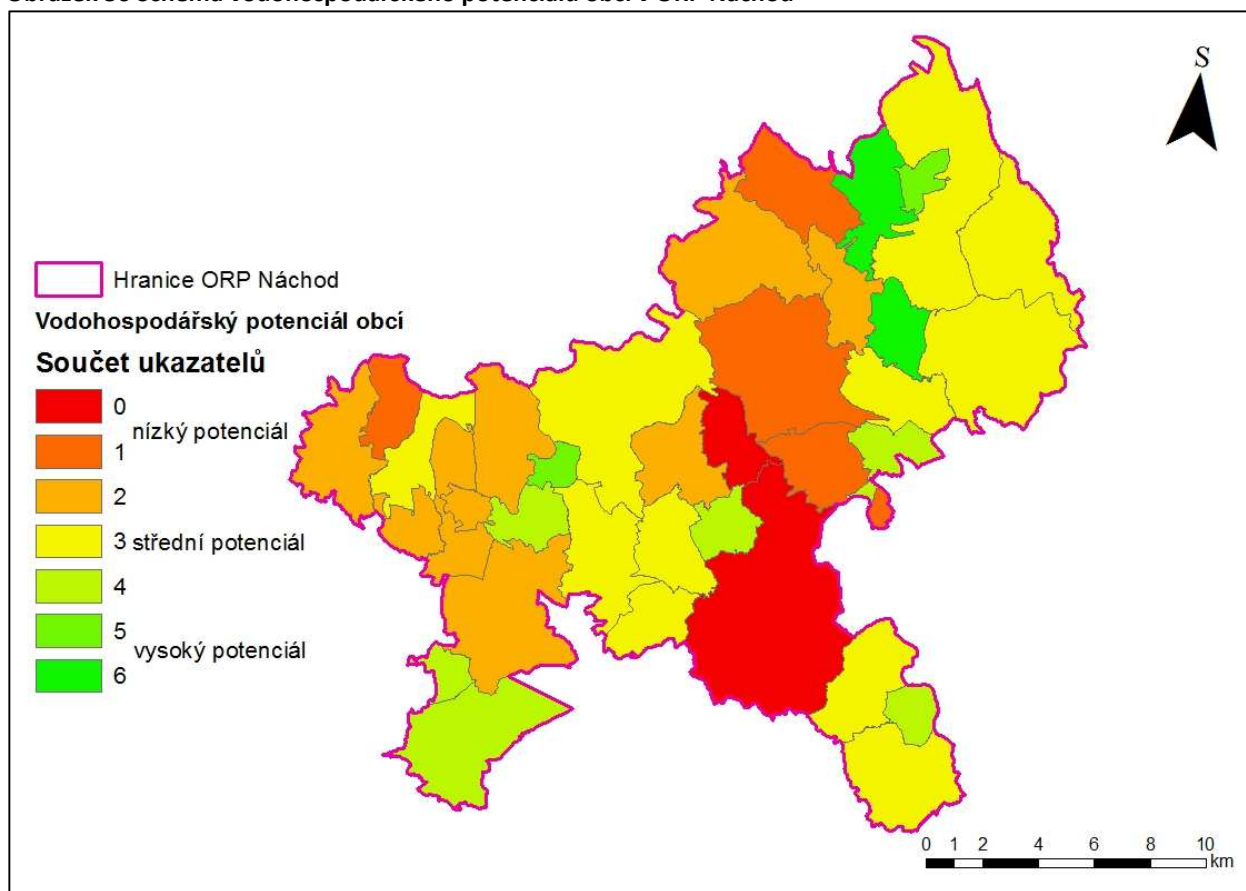 S
Hranice ORP Náchod
Vodohospodářský potenciál obcí
Součet ukazatelů
0
nízký potenciál
1
2
3 střední potenciál
4
5
vysoký potenciál
6
0 1 2 4 6 8 10
km